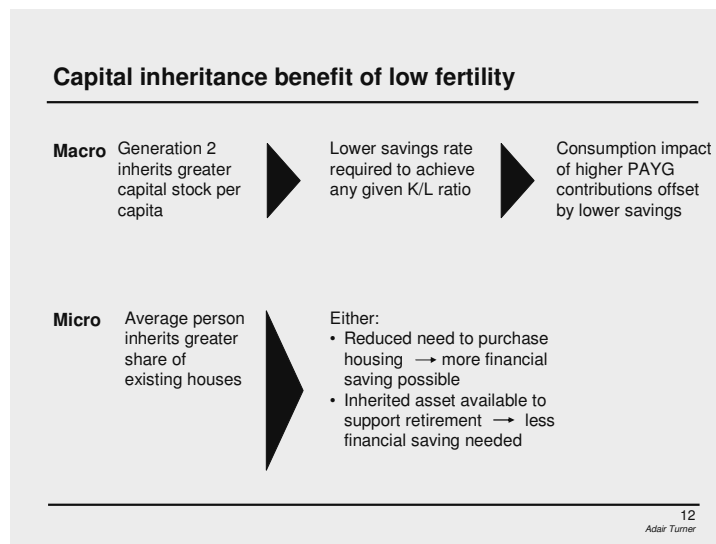 Capital inheritance benefit of low fertility
Macro
Generation 2
inherits greater
capital stock per
capita
Lower savings rate
required to achieve
any given K/L ratio
Consumption impact
of higher PAYG
contributions offset
by lower savings
Micro
Average person
inherits greater
share of
existing houses
Either:
• Reduced need to purchase
housing → more financial
saving possible
• Inherited asset available to
support retirement → less
financial saving needed
12
Adair Turner